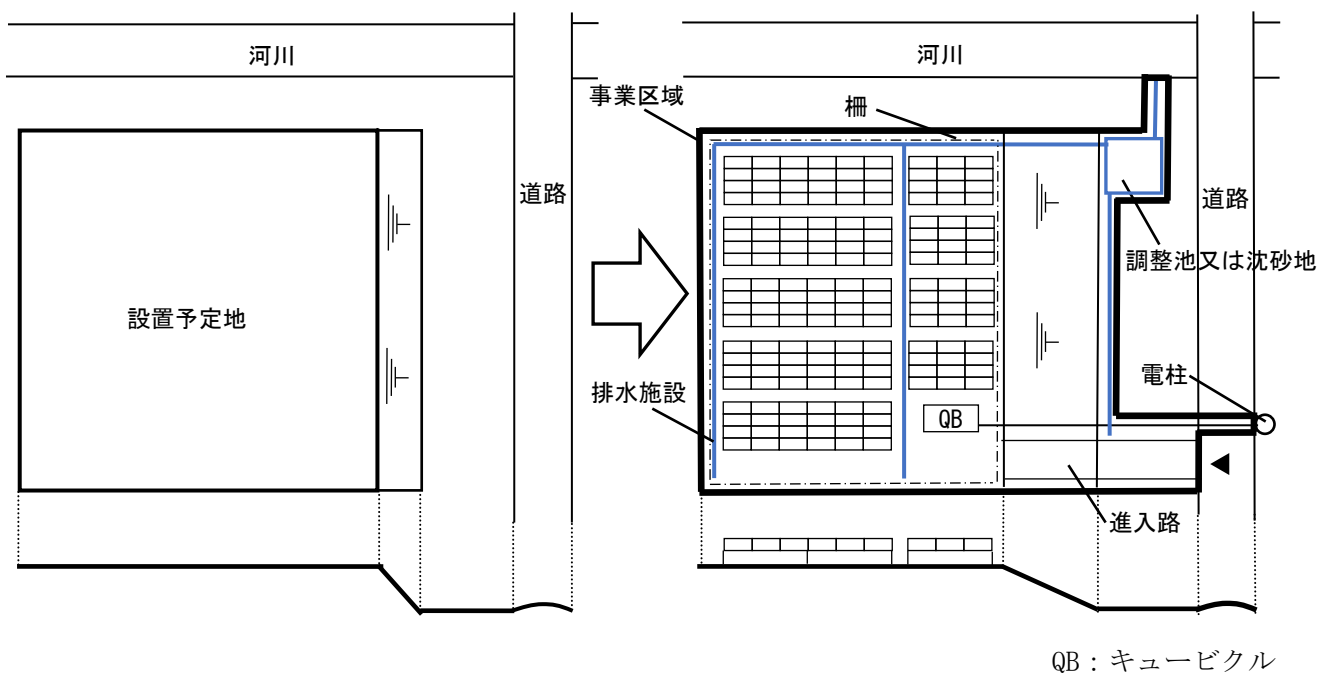 河川
道路
設置予定地
河川
事業区域
柵
道路
調整池又は沈砂地
電柱
排水施設
QB
進入路
QB：キュービクル